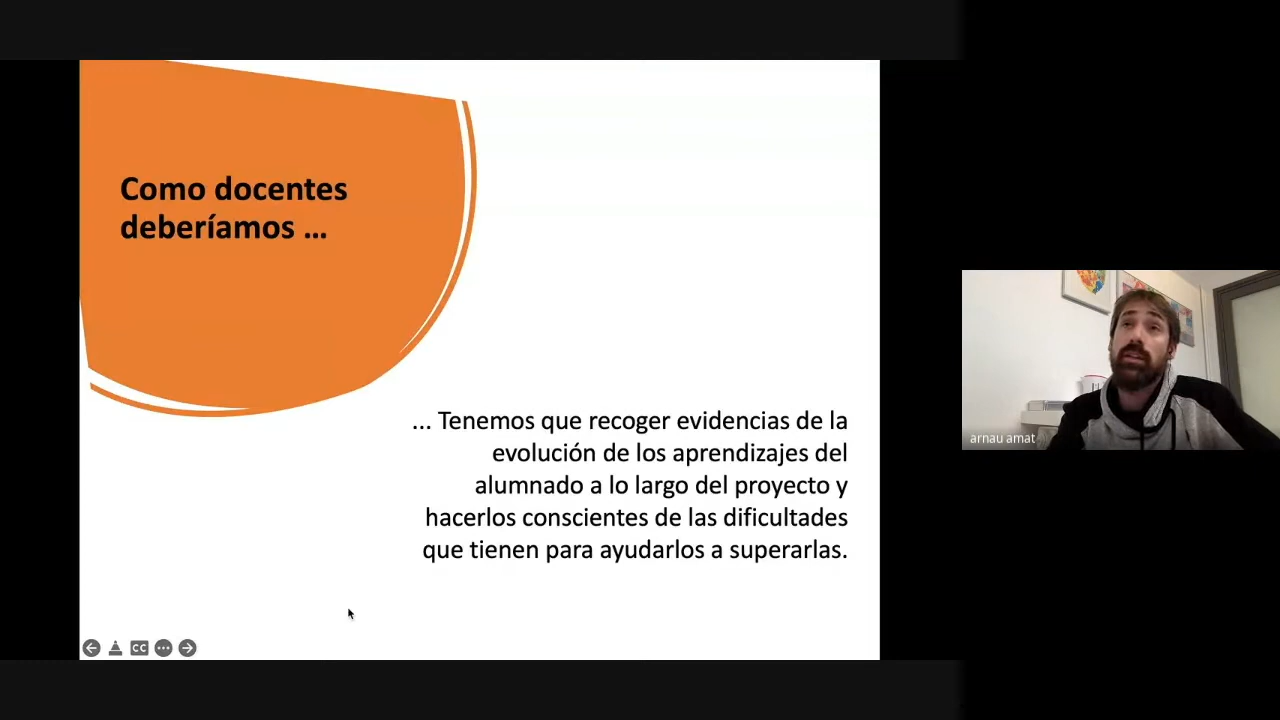 Como docentes
deberíamos ...
... Tenemos que recoger evidencias de la
evolución de los aprendizajes del
alumnado a lo largo del proyecto y
hacerlos conscientes de las dificultades
que tienen para ayudarlos a superarlas.
arnau amat
CC